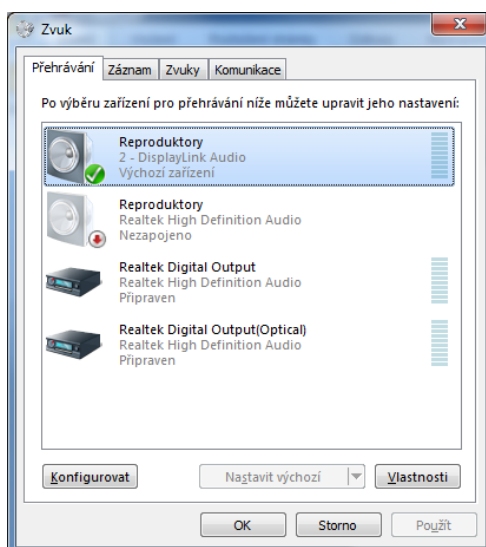 Zvuk
Přehrávání Záznam Zvuky Komunikace
Po výběru zařízení pro přehrávání níže můžete upravit jeho nastavení:
Reproduktory
2 - DisplayLink Audio
Výchozí zařízení
Reproduktory
Realtek High Definition Audio
Nezapojeno
Realtek Digital Output
Realtek High Definition Audio
Připraven
Realtek Digital Output(Optical)
Realtek High Definition Audio
Připraven
Konfigurovat Nastavit výchozí Vlastnosti
OK Storno Použít